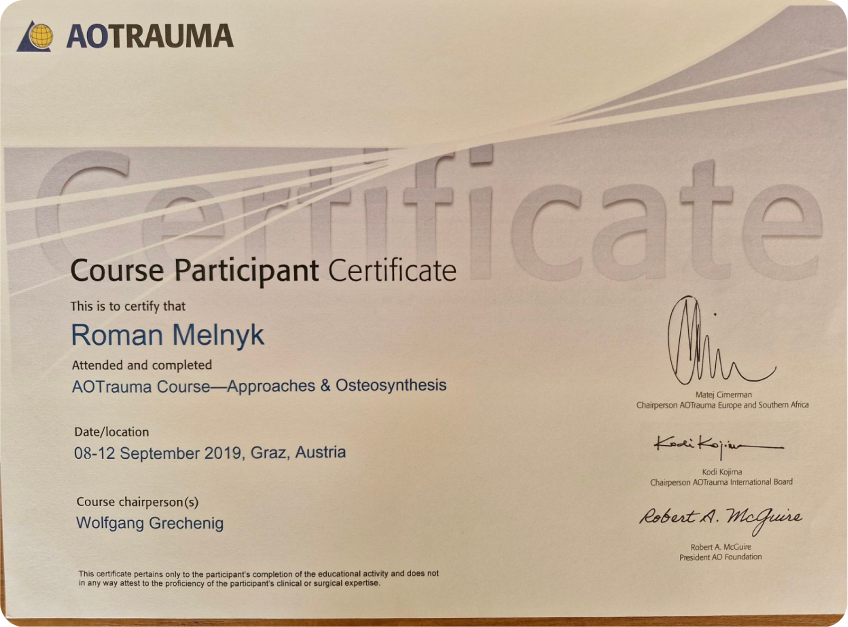 AOTRAUMA
Certificate
Course Participant Certificate
This is to certify that
Roman Melnyk
Attended and completed
AOTrauma Course—Approaches & Osteosynthesis
Date/location
08-12 September 2019, Graz, Austria
Course chairperson(s)
Wolfgang Grechenig
This certificate pertains only to the participant's completion of the educational activity and does not
in any way attest to the proficiency of the participant's clinical or surgical expertise.
Matej Cimerman
Chairperson AOTrauma Europe and Southern Africa
Kodi Kojima
Kodi Kojima
Chairperson AOTrauma International Board
Robert A. McGuire
Robert A. McGuire
President AO Foundation